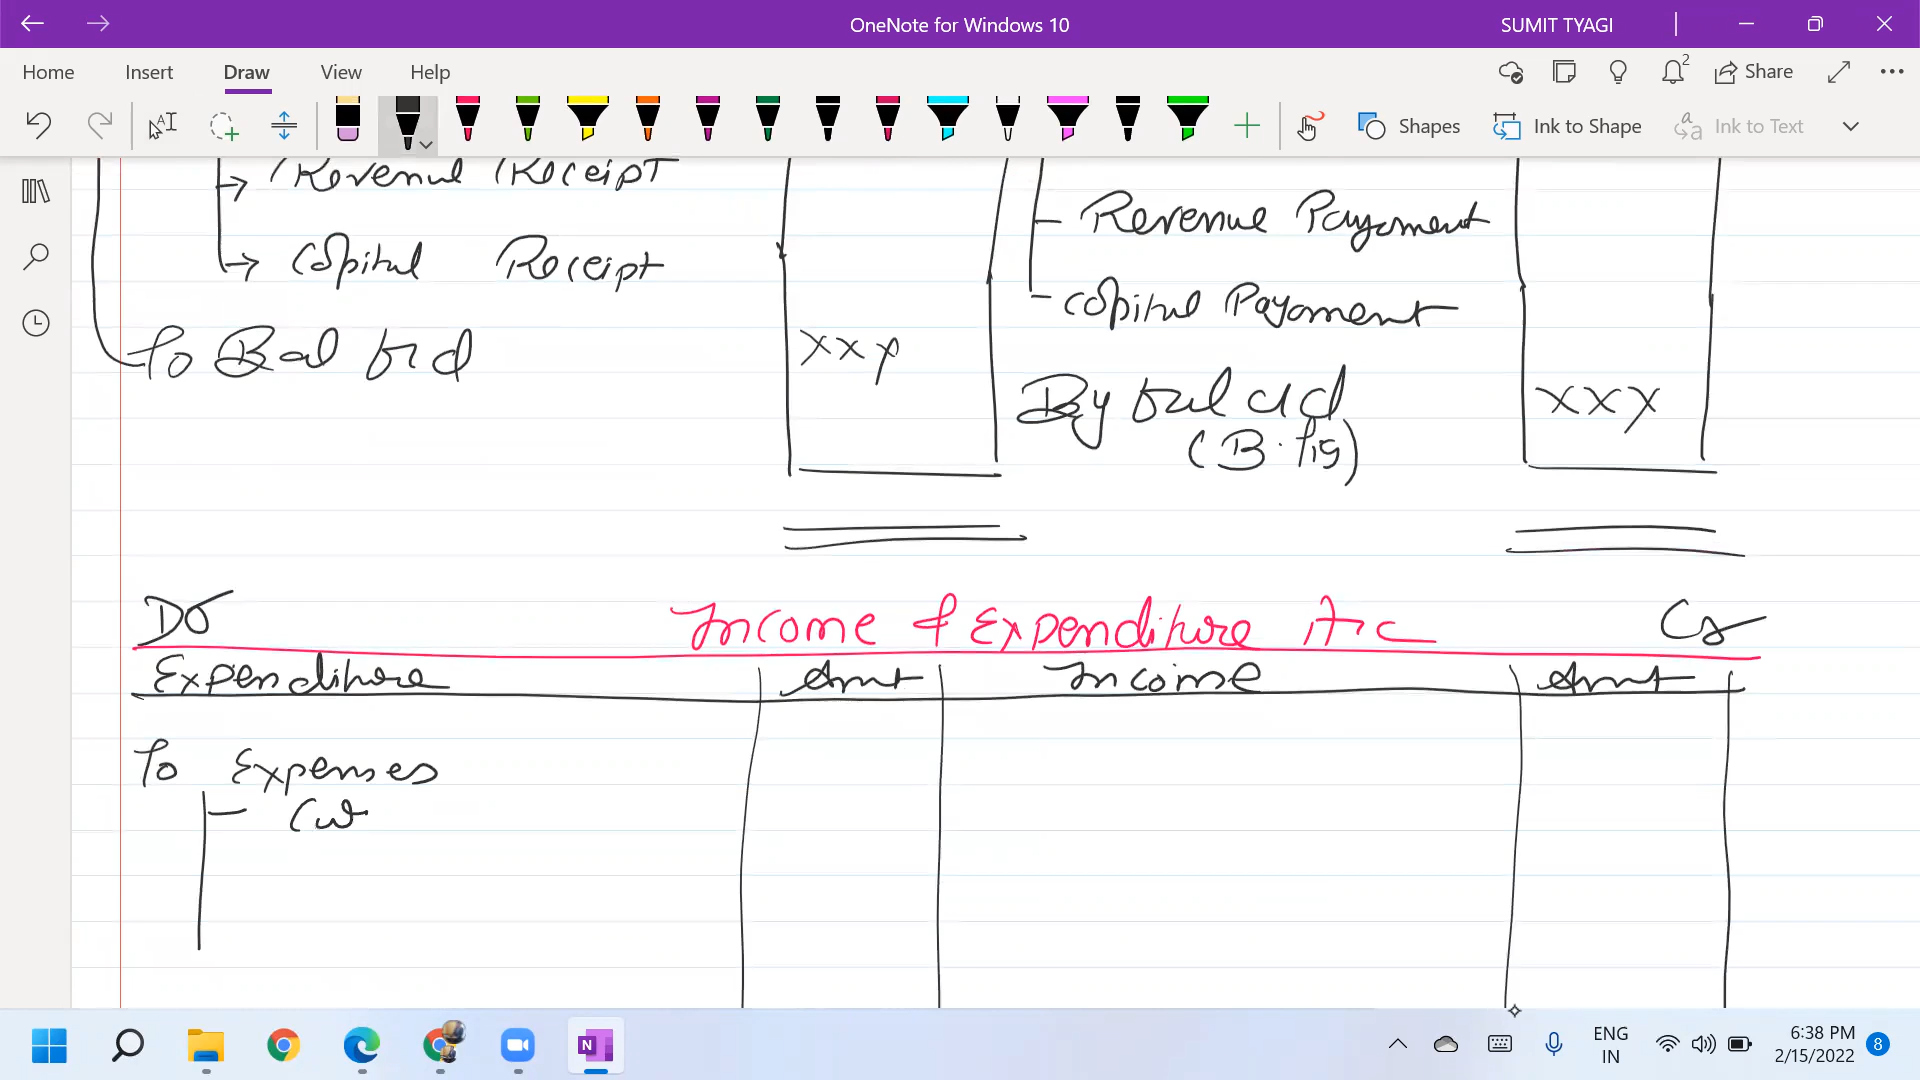 OneNote for Windows 10
SUMIT TYAGI
Home Insert Draw View Help
2
Share
Shapes
Ink to Shape
Ink to Text
Revenue Receipt
Revenue Payment
Capital Receipt
Capital Payment
To Bal b/d
xxx
By bal c/d
xxx
(B. fig)
Dr
Income & Expenditure A/c
Cr
Expenditure Amt Income Amt
To Expenses
ENG
IN
6:38 PM
2/15/2022
8